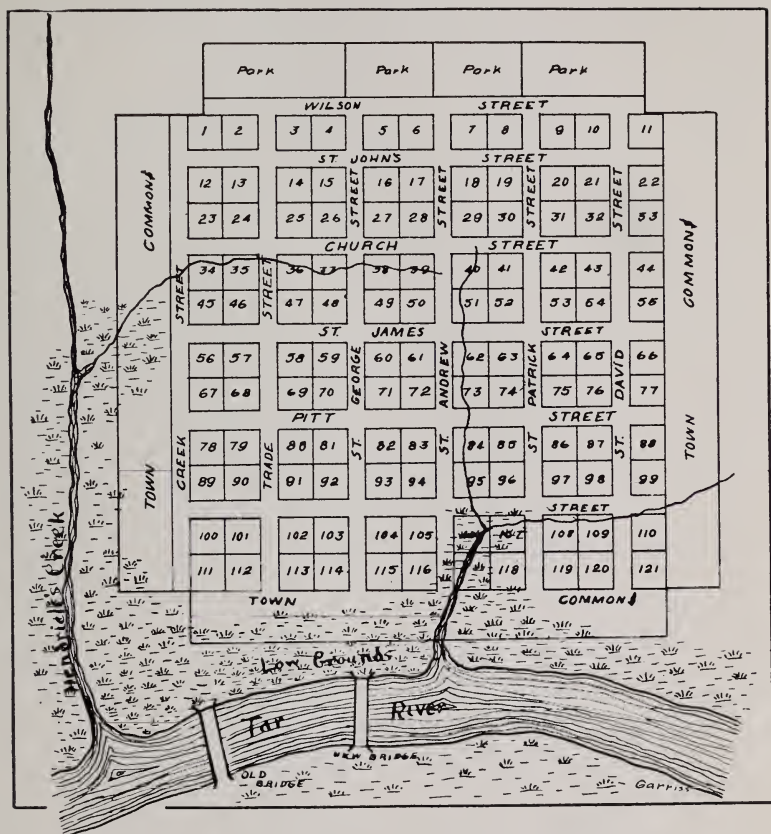 Park Park Park Park
WILSON STREET
1 2 3 4 5 6 7 8 9 10 11
ST. JOHN'S STREET
12 13 14 15 16 17 18 19 20 21 22
23 24 25 26 27 28 29 30 31 32 33
STREET STREET STREET STREET
CHURCH STREET
34 35 36 37 38 39 40 41 42 43 44
45 46 47 48 49 50 51 52 53 54 55
STREET STREET
ST. JAMES STREET
56 57 58 59 60 61 62 63 64 65 66
67 68 69 70 71 72 73 74 75 76 77
GEORGE ANDREW PATRICK DAVID
PITT STREET
78 79 80 81 82 83 84 85 86 87 88
89 90 91 92 93 94 95 96 97 98 99
CREEK TRADE ST. ST. ST ST.
STREET
100 101 102 103 104 105 107 108 109 110
111 112 113 114 115 116 118 119 120 121
TOWN COMMONS
TOWN COMMONS
TOWN COMMONS
Hendrick's Creek
Low Grounds
Tar River
NEW BRIDGE
OLD
BRIDGE
Garriss